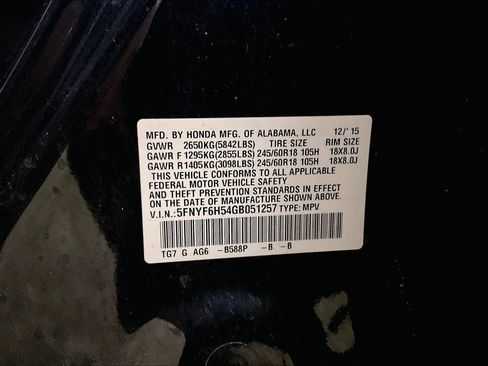 MFD. BY HONDA MFG. OF ALABAMA, LLC 12/'15
GVWR 2650KG(5842LBS) TIRE SIZE RIM SIZE
GAWR F 1295KG(2855LBS) 245/60R18 105H 18X8.0J
GAWR R1405KG(3098LBS) 245/60R18 105H 18X8.0J
THIS VEHICLE CONFORMS TO ALL APPLICABLE
FEDERAL MOTOR VEHICLE SAFETY
AND THEFT PREVENTION STANDARDS IN EFFECT
ON THE DATE OF MANUFACTURE SHOWN ABOVE.
V.I.N.:5FNYF6H54GB051257 TYPE: MPV
TG7 G AG6 -B588P -B -B